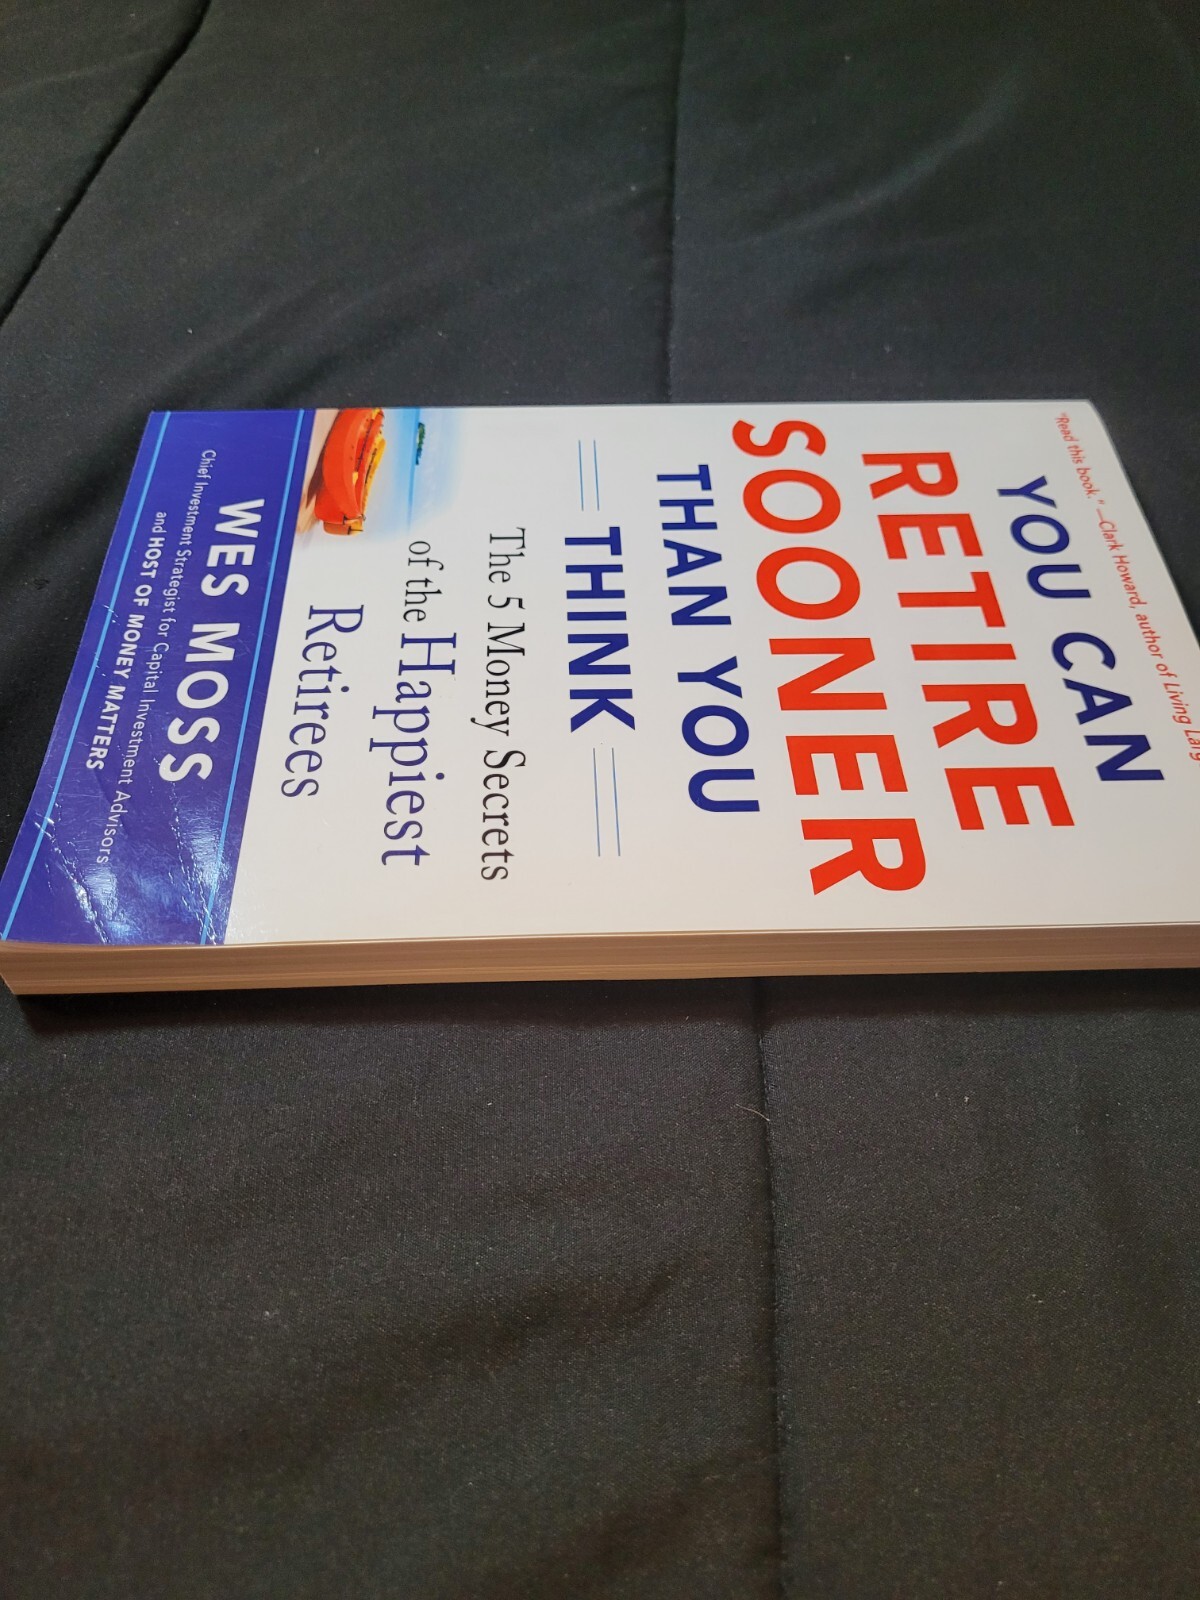 "Read this book." —Clark Howard, author of Living Larg
YOU CAN
RETIRE
SOONER
THAN YOU
THINK
The 5 Money Secrets
of the Happiest
Retirees
WES MOSS
Chief Investment Strategist for Capital Investment Advisors
and HOST OF MONEY MATTERS